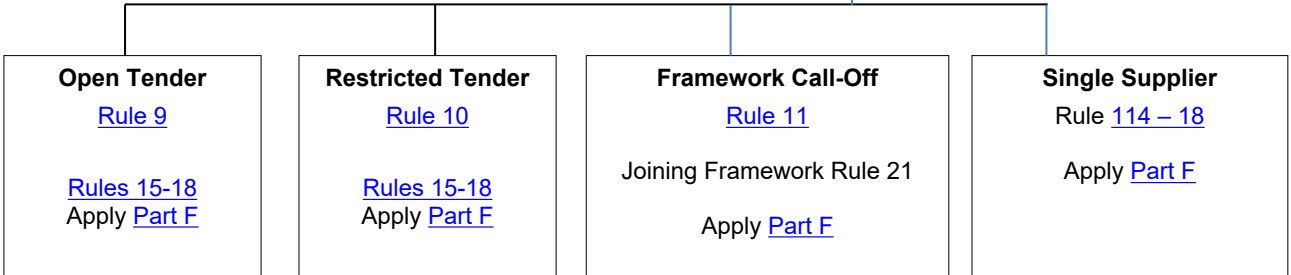 Open Tender
Rule 9
Rules 15-18
Apply Part F
Restricted Tender
Rule 10
Rules 15-18
Apply Part F
Framework Call-Off
Rule 11
Joining Framework Rule 21
Apply Part F
Single Supplier
Rule 114 – 18
Apply Part F